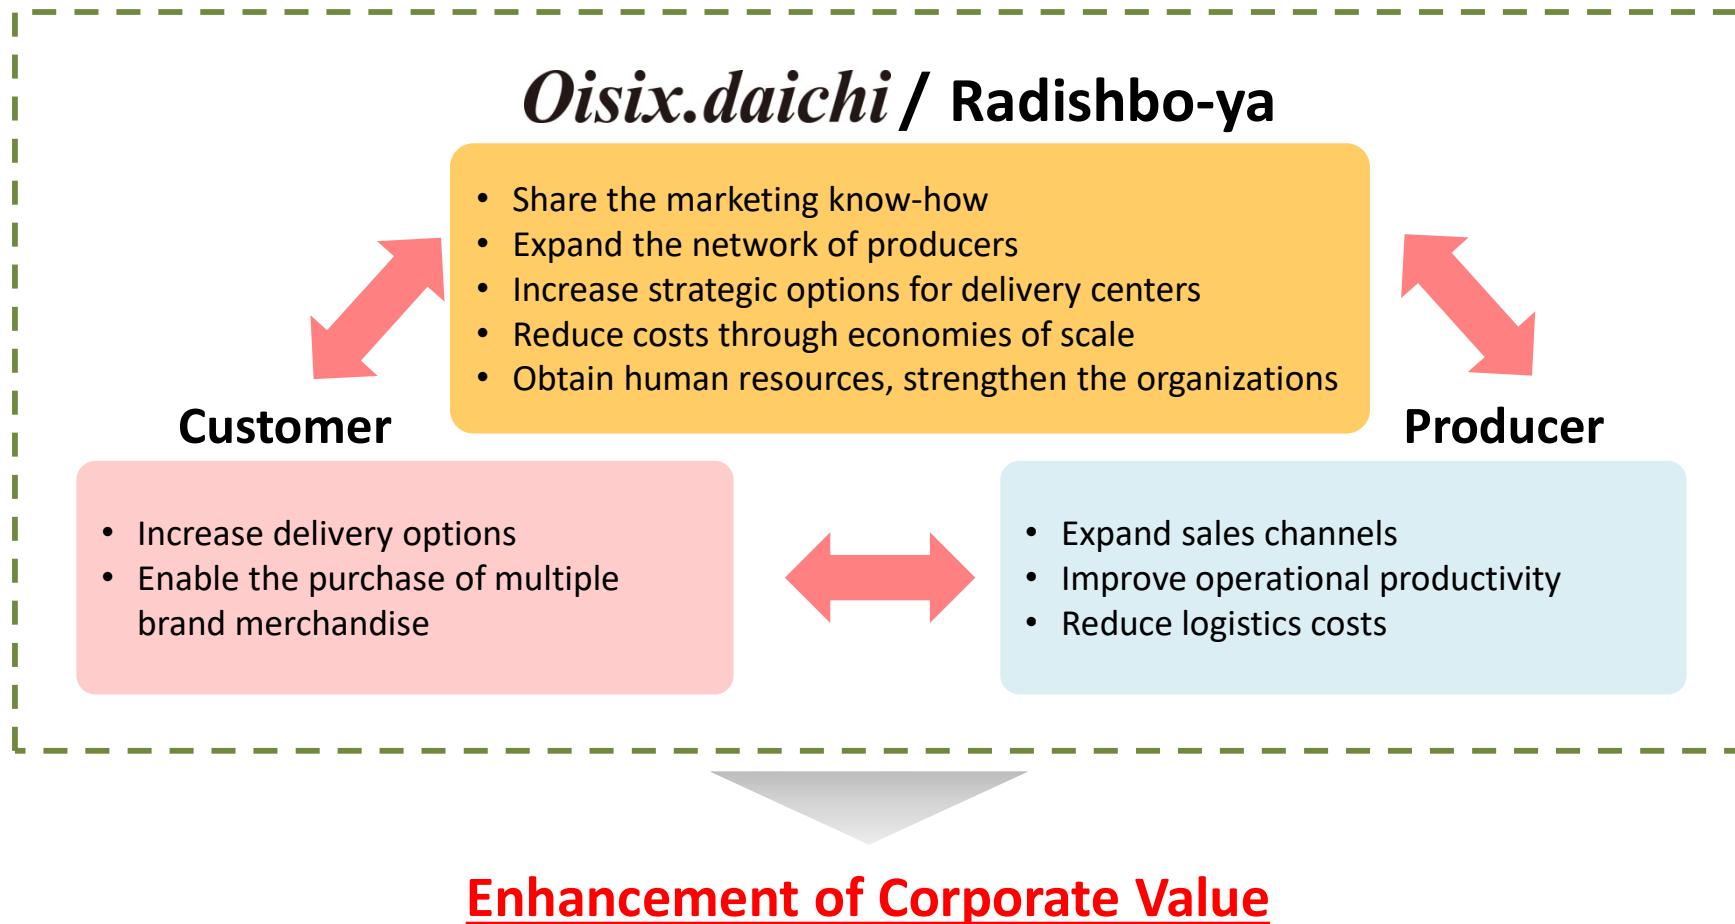 Oisix.daichi / Radishbo-ya
• Share the marketing know-how
• Expand the network of producers
• Increase strategic options for delivery centers
• Reduce costs through economies of scale
• Obtain human resources, strengthen the organizations
Customer
• Increase delivery options
• Enable the purchase of multiple
brand merchandise
Producer
• Expand sales channels
• Improve operational productivity
• Reduce logistics costs
Enhancement of Corporate Value